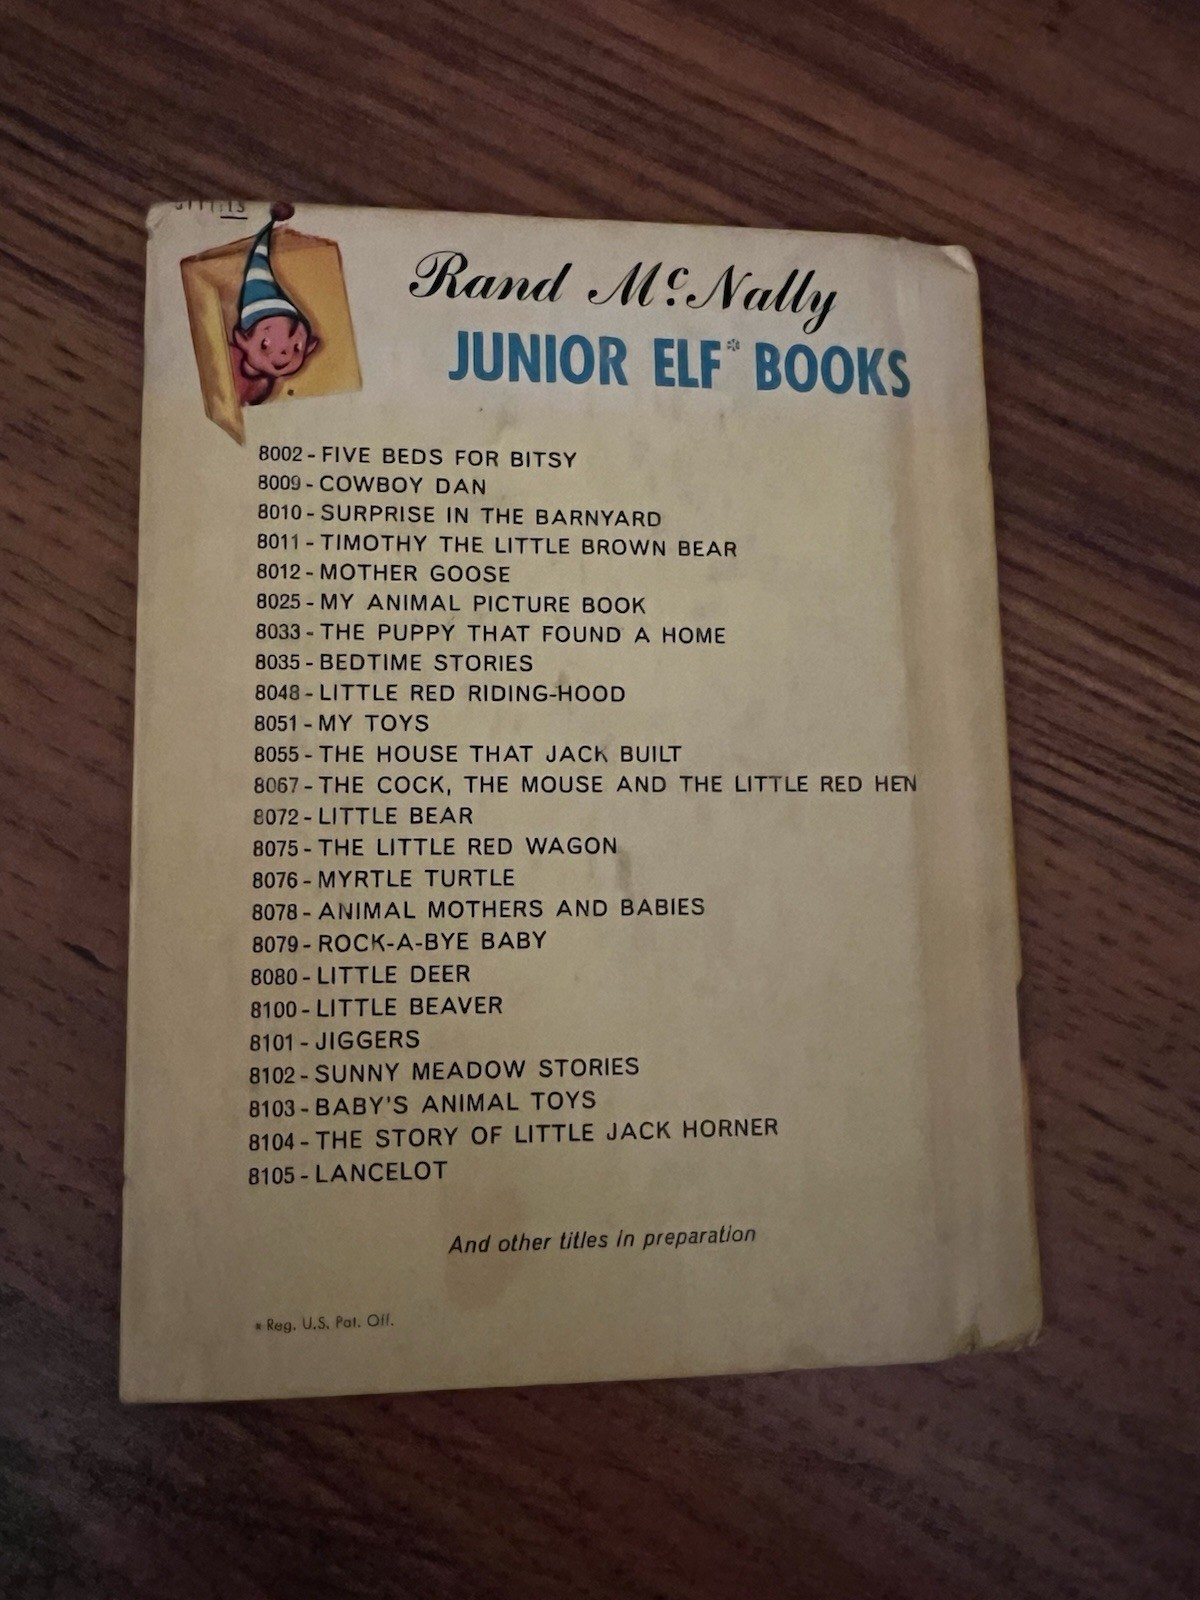 Rand McNally
JUNIOR ELF* BOOKS
8002 - FIVE BEDS FOR BITSY
8009 - COWBOY DAN
8010 - SURPRISE IN THE BARNYARD
8011 - TIMOTHY THE LITTLE BROWN BEAR
8012 - MOTHER GOOSE
8025 - MY ANIMAL PICTURE BOOK
8033 - THE PUPPY THAT FOUND A HOME
8035 - BEDTIME STORIES
8048 - LITTLE RED RIDING-HOOD
8051 - MY TOYS
8055 - THE HOUSE THAT JACK BUILT
8067 - THE COCK, THE MOUSE AND THE LITTLE RED HEN
8072 - LITTLE BEAR
8075 - THE LITTLE RED WAGON
8076 - MYRTLE TURTLE
8078 - ANIMAL MOTHERS AND BABIES
8079 - ROCK-A-BYE BABY
8080 - LITTLE DEER
8100 - LITTLE BEAVER
8101 - JIGGERS
8102 - SUNNY MEADOW STORIES
8103 - BABY'S ANIMAL TOYS
8104 - THE STORY OF LITTLE JACK HORNER
8105 - LANCELOT
And other titles in preparation
* Reg. U.S. Pat. Off.